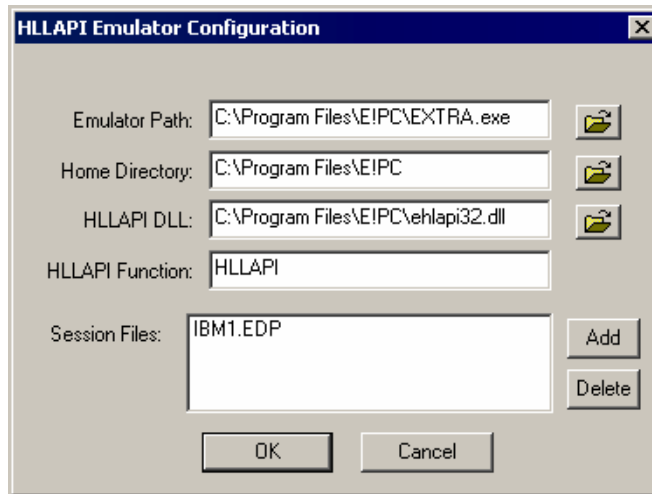 HLLAPI Emulator Configuration
Emulator Path: C:\Program Files\E!PC\EXTRA.exe
Home Directory: C:\Program Files\E!PC
HLLAPI DLL: C:\Program Files\E!PC\ehlapi32.dll
HLLAPI Function: HLLAPI
Session Files: IBM1.EDP
Add
Delete
OK Cancel